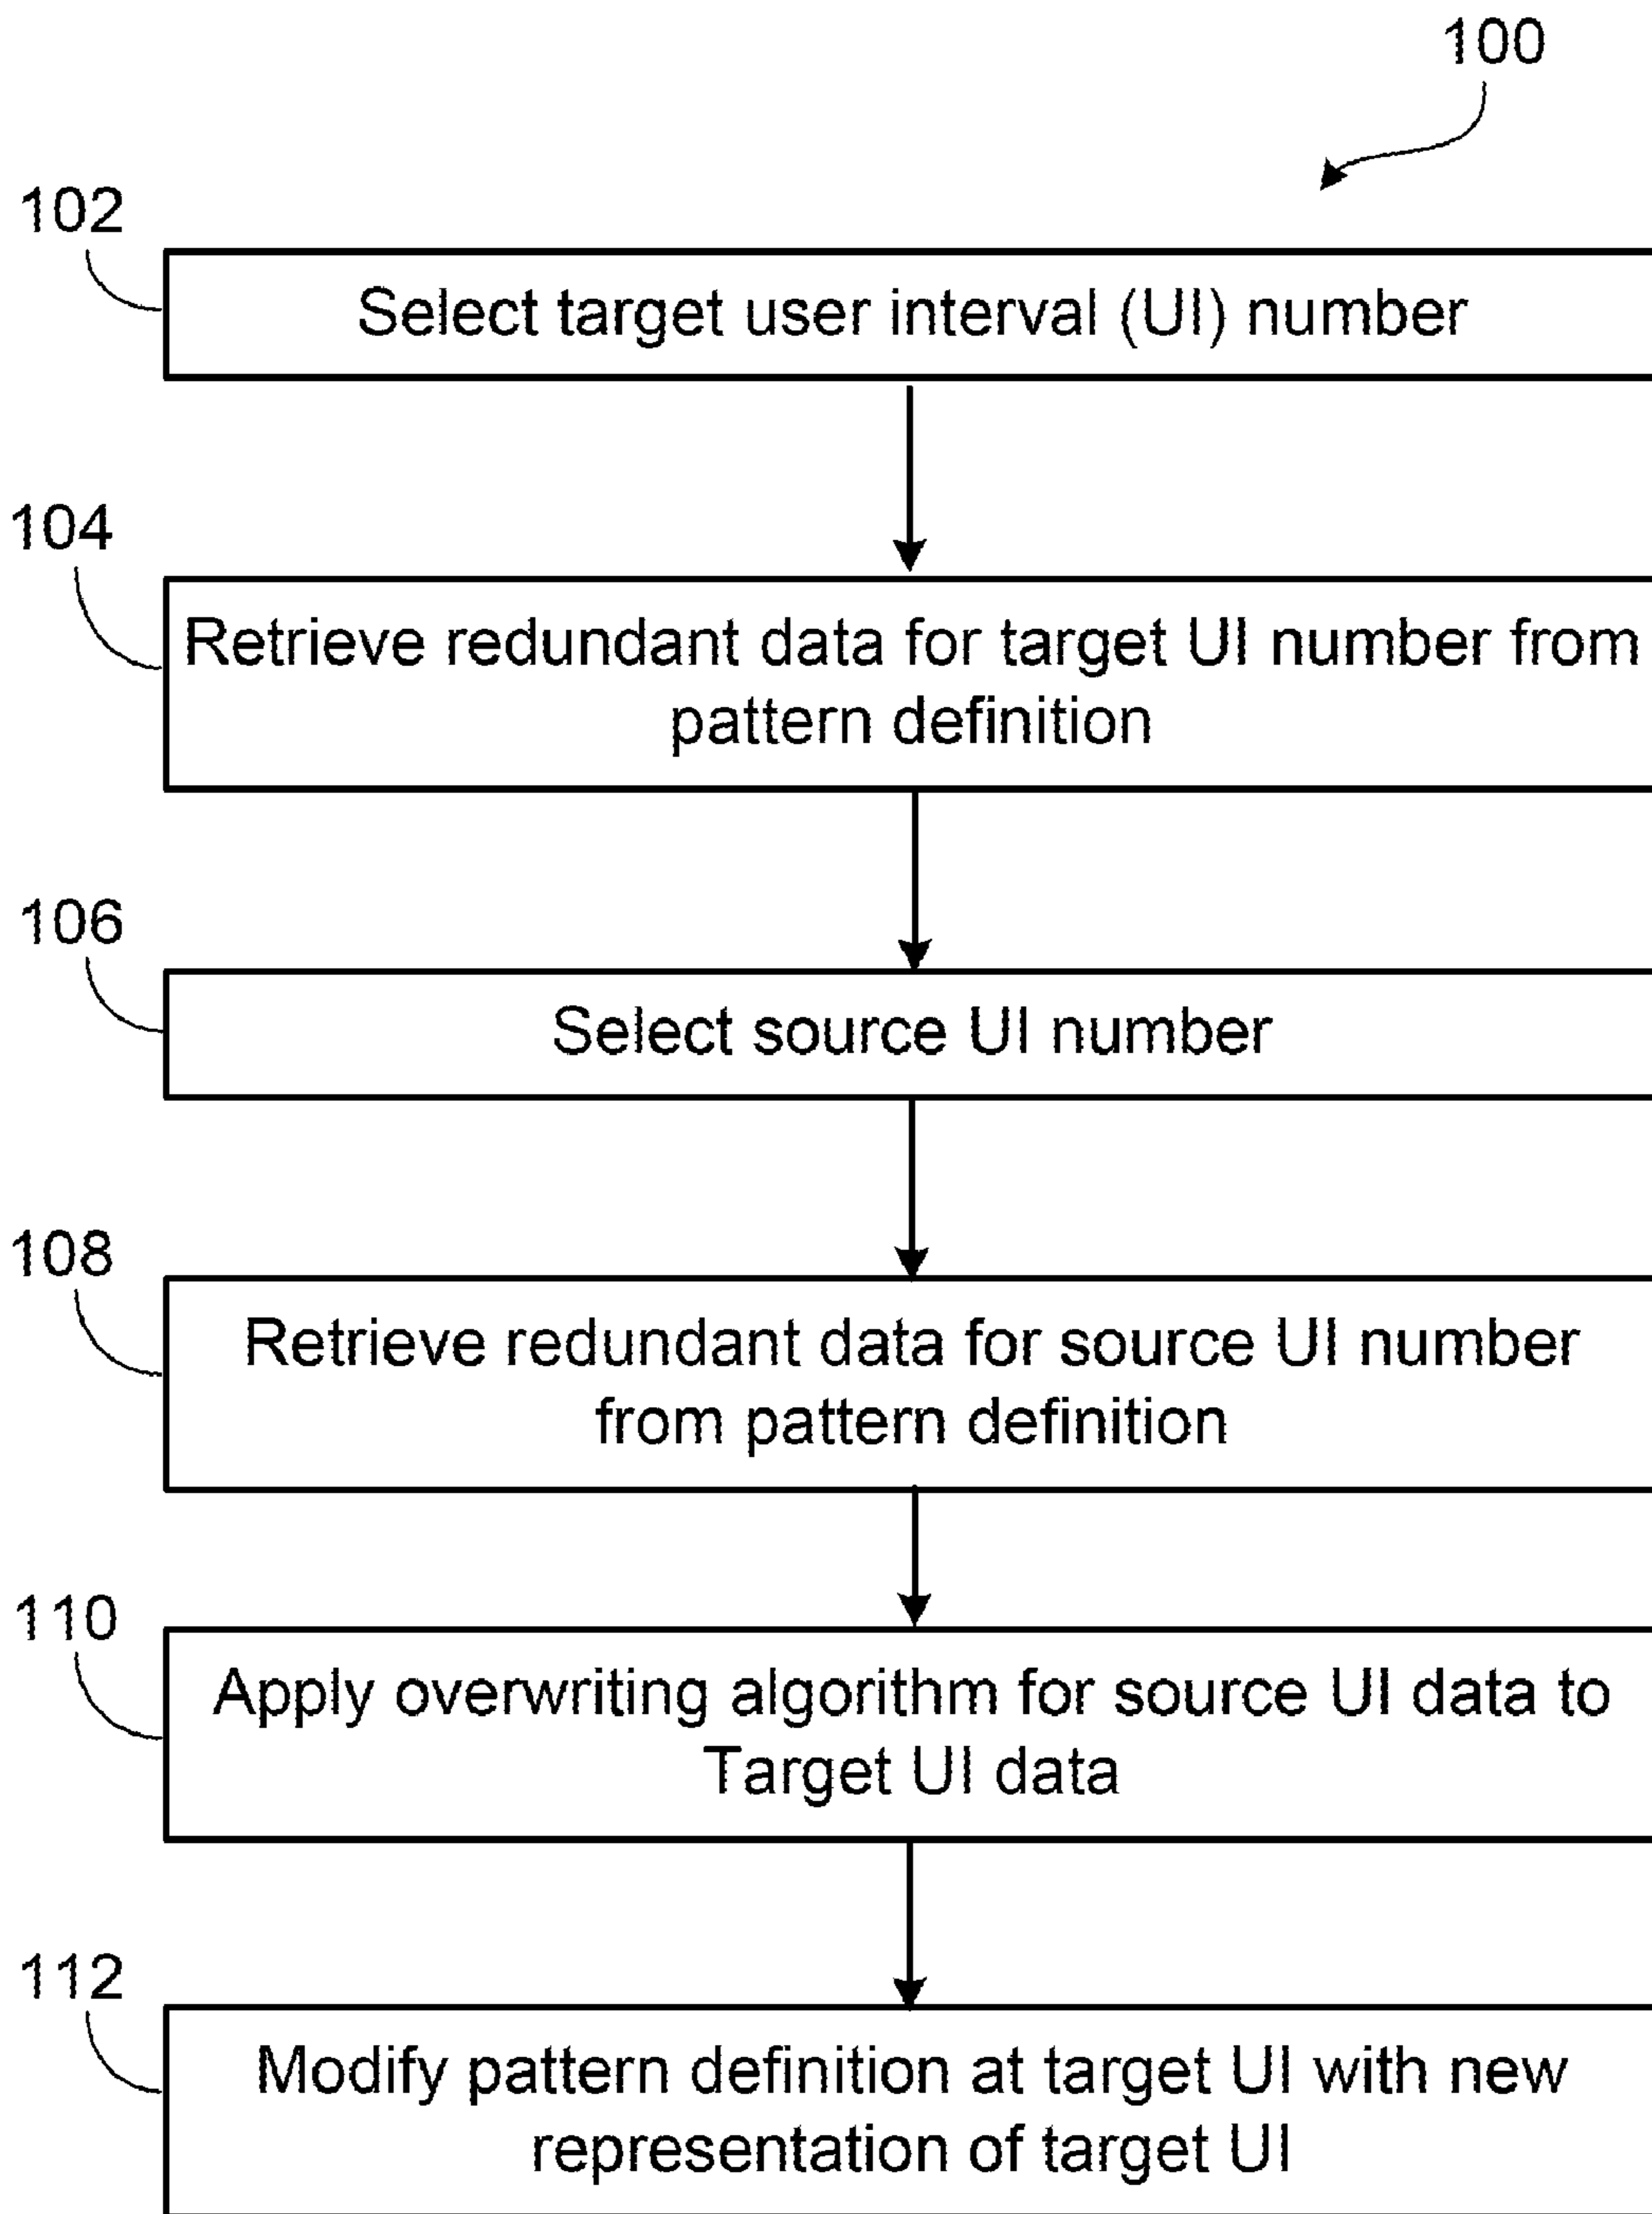 100
102
Select target user interval (UI) number
104
Retrieve redundant data for target UI number from
pattern definition
106
Select source UI number
108
Retrieve redundant data for source UI number
from pattern definition
110
Apply overwriting algorithm for source UI data to
Target UI data
112
Modify pattern definition at target UI with new
representation of target UI